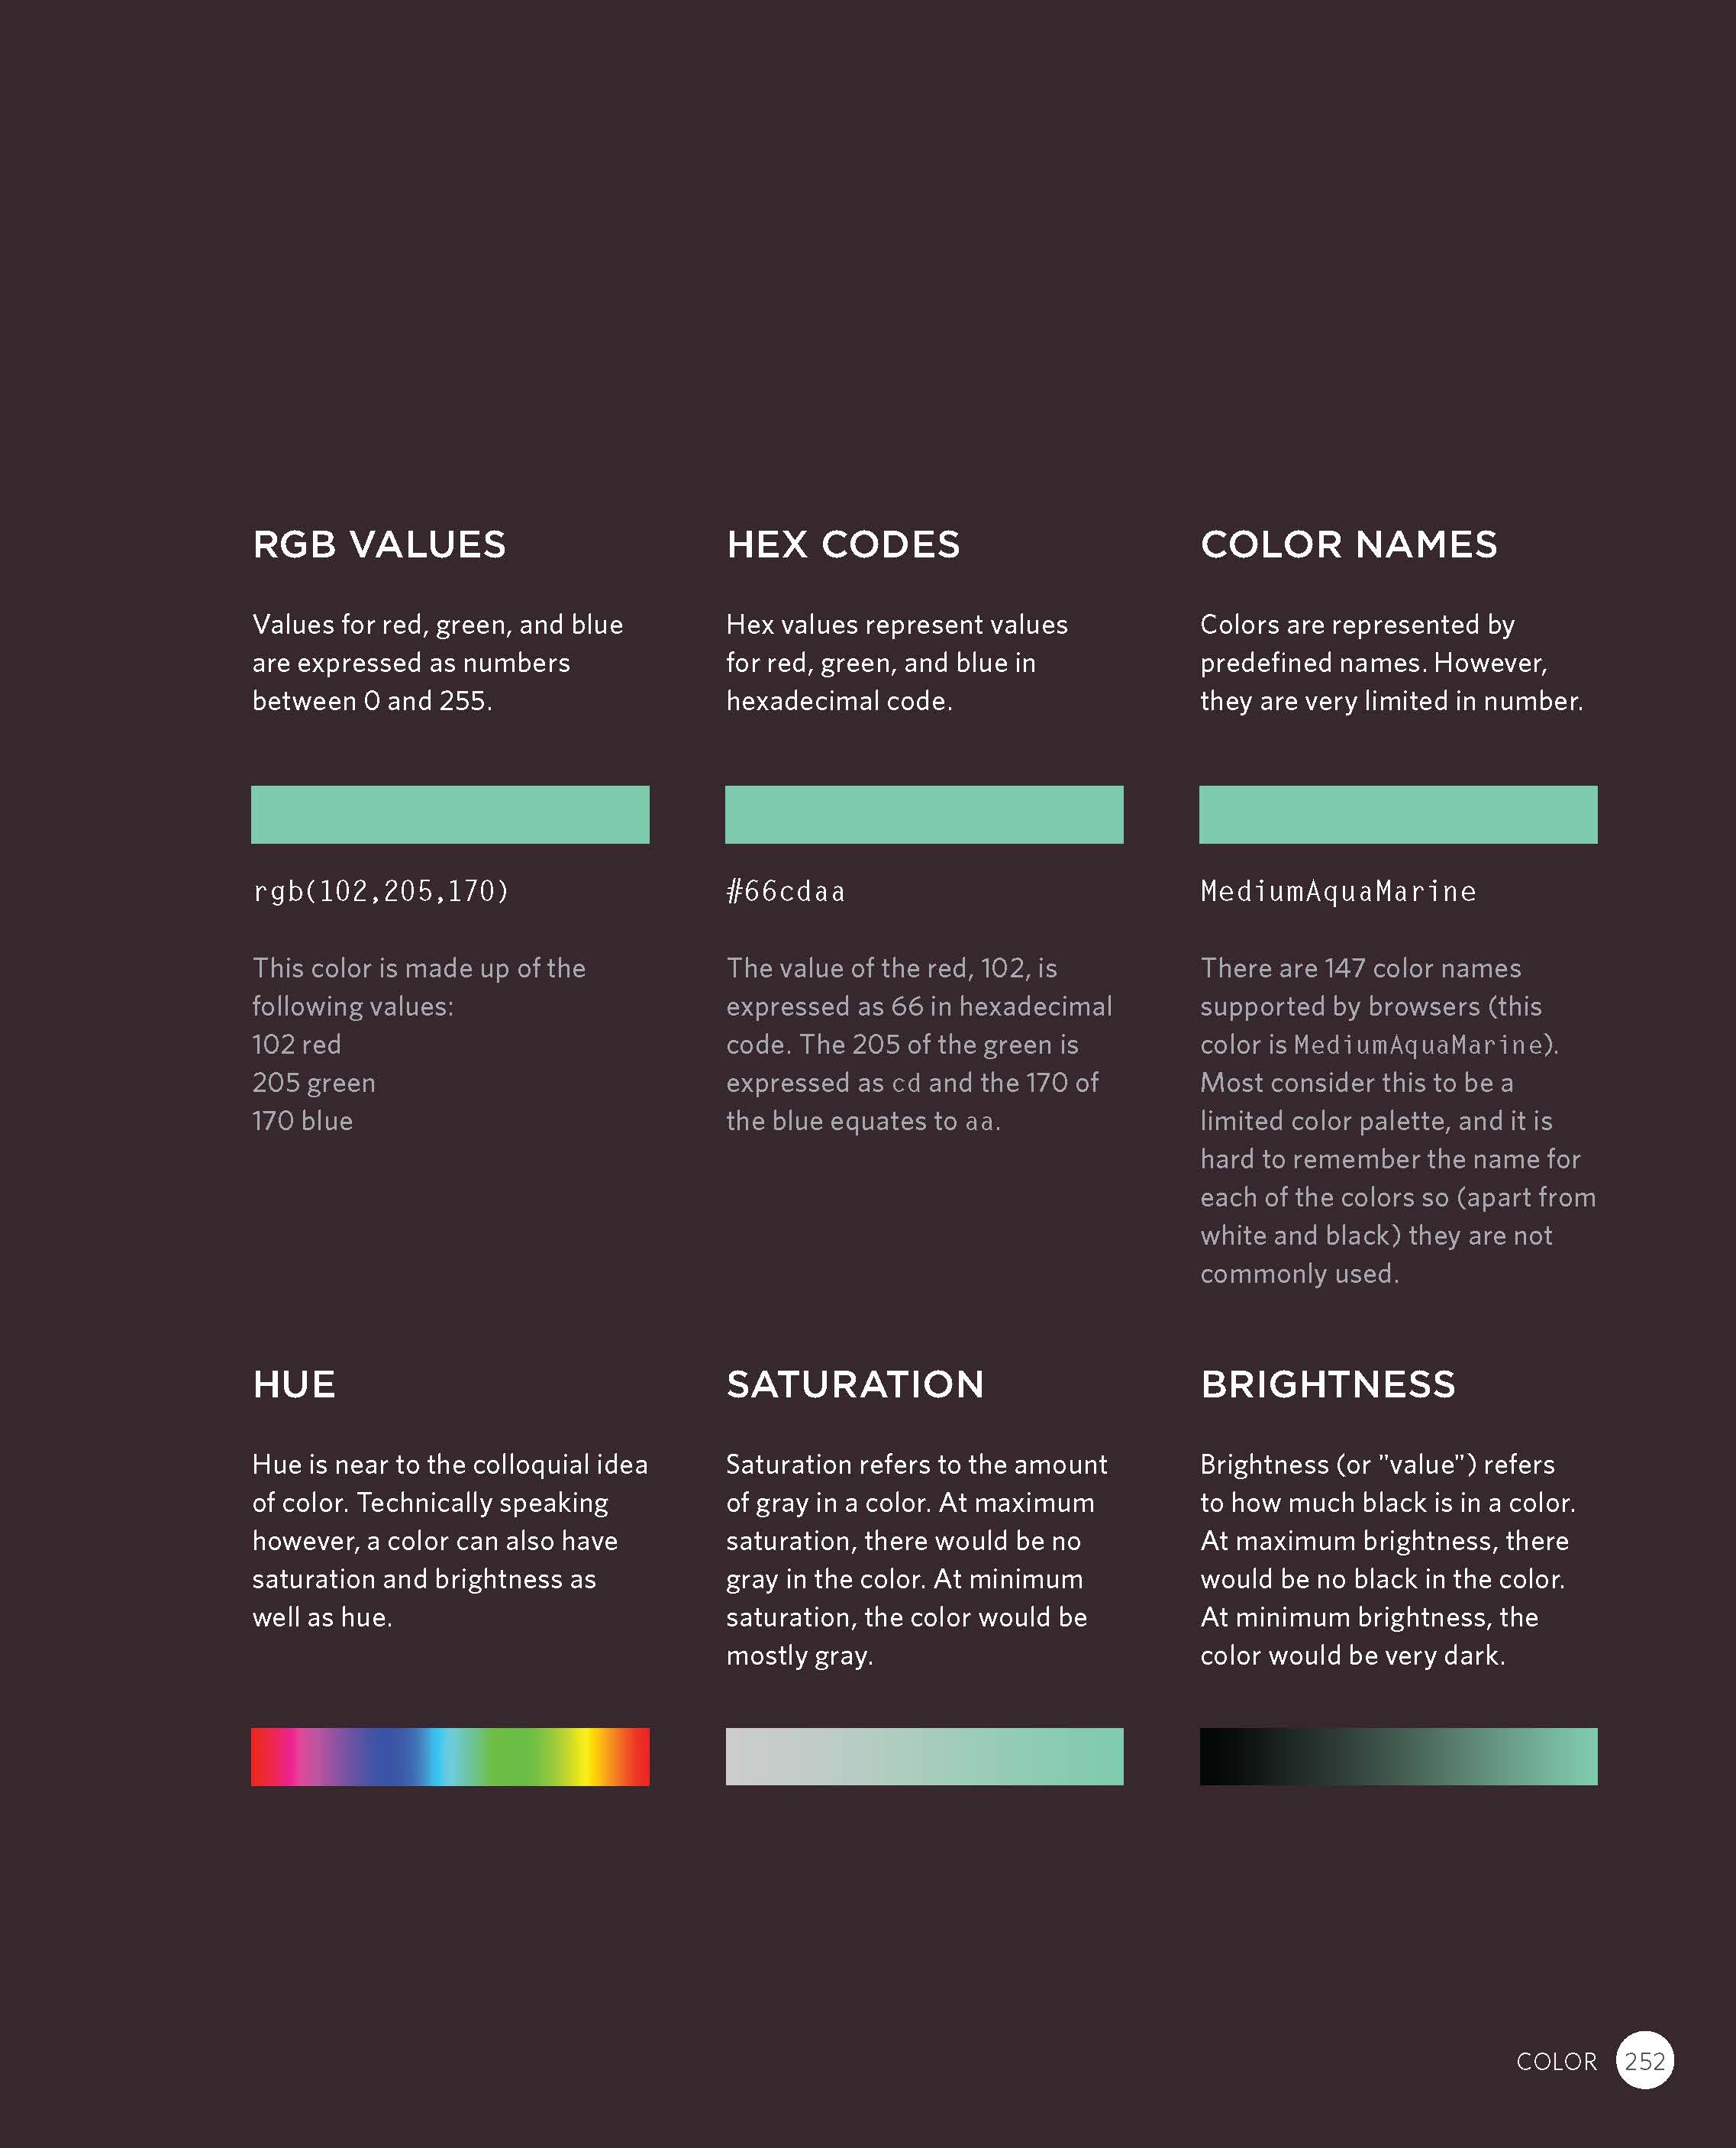 RGB VALUES
Values for red, green, and blue
are expressed as numbers
between 0 and 255.
rgb(102,205,170)
This color is made up of the
following values:
102 red
205 green
170 blue
HEX CODES
Hex values represent values
for red, green, and blue in
hexadecimal code.
#66cdaa
The value of the red, 102, is
expressed as 66 in hexadecimal
code. The 205 of the green is
expressed as cd and the 170 of
the blue equates to aa.
COLOR NAMES
Colors are represented by
predefined names. However,
they are very limited in number.
MediumAquaMarine
There are 147 color names
supported by browsers (this
color is MediumAquaMarine).
Most consider this to be a
limited color palette, and it is
hard to remember the name for
each of the colors so (apart from
white and black) they are not
commonly used.
HUE
Hue is near to the colloquial idea
of color. Technically speaking
however, a color can also have
saturation and brightness as
well as hue.
SATURATION
Saturation refers to the amount
of gray in a color. At maximum
saturation, there would be no
gray in the color. At minimum
saturation, the color would be
mostly gray.
BRIGHTNESS
Brightness (or "value") refers
to how much black is in a color.
At maximum brightness, there
would be no black in the color.
At minimum brightness, the
color would be very dark.
COLOR 252